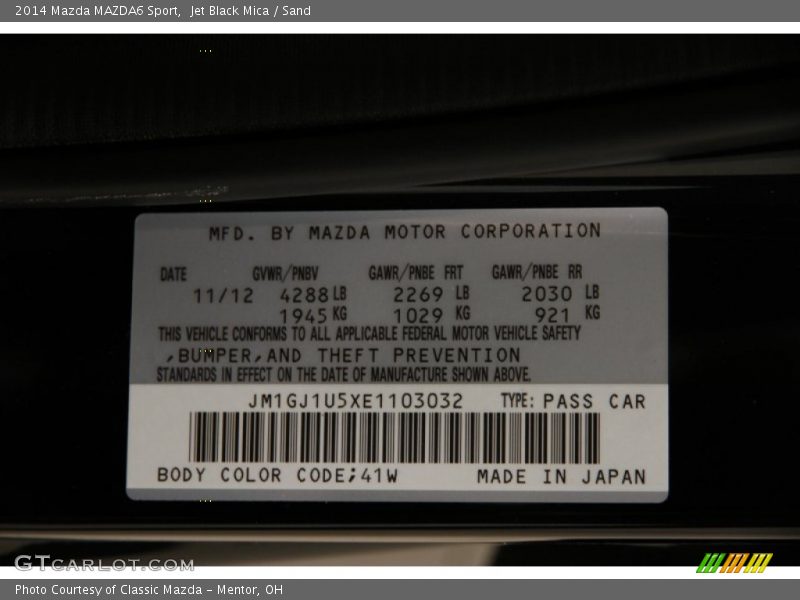 2014 Mazda MAZDA6 Sport, Jet Black Mica / Sand
MFD. BY MAZDA MOTOR CORPORATION
DATE GVWR/PNBV GAWR/PNBE FRT GAWR/PNBE RR
11/12 4288 LB 2269 LB 2030 LB
1945 KG 1029 KG 921 KG
THIS VEHICLE CONFORMS TO ALL APPLICABLE FEDERAL MOTOR VEHICLE SAFETY
,BUMPER,AND THEFT PREVENTION
STANDARDS IN EFFECT ON THE DATE OF MANUFACTURE SHOWN ABOVE.
JM1GJ1U5XE1103032 TYPE: PASS CAR
BODY COLOR CODE;41W MADE IN JAPAN
GTCARLOT.COM
Photo Courtesy of Classic Mazda - Mentor, OH